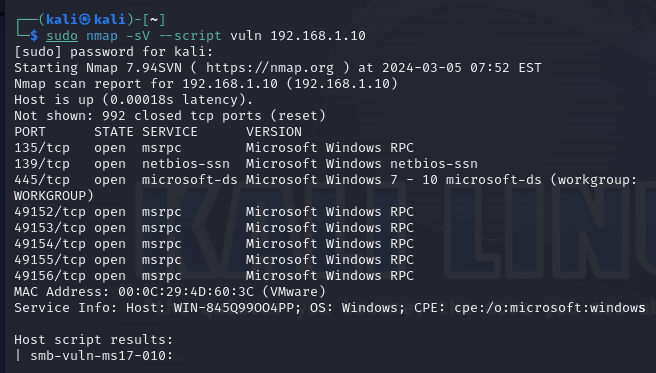 ┌──(kali㉿kali)-[~]
└─$ sudo nmap -sV --script vuln 192.168.1.10
[sudo] password for kali:
Starting Nmap 7.94SVN ( https://nmap.org ) at 2024-03-05 07:52 EST
Nmap scan report for 192.168.1.10 (192.168.1.10)
Host is up (0.00018s latency).
Not shown: 992 closed tcp ports (reset)
PORT      STATE SERVICE      VERSION
135/tcp   open  msrpc        Microsoft Windows RPC
139/tcp   open  netbios-ssn  Microsoft Windows netbios-ssn
445/tcp   open  microsoft-ds Microsoft Windows 7 - 10 microsoft-ds (workgroup:
WORKGROUP)
49152/tcp open  msrpc        Microsoft Windows RPC
49153/tcp open  msrpc        Microsoft Windows RPC
49154/tcp open  msrpc        Microsoft Windows RPC
49155/tcp open  msrpc        Microsoft Windows RPC
49156/tcp open  msrpc        Microsoft Windows RPC
MAC Address: 00:0C:29:4D:60:3C (VMware)
Service Info: Host: WIN-845Q99OO4PP; OS: Windows; CPE: cpe:/o:microsoft:windows

Host script results:
| smb-vuln-ms17-010:
KALI LINU